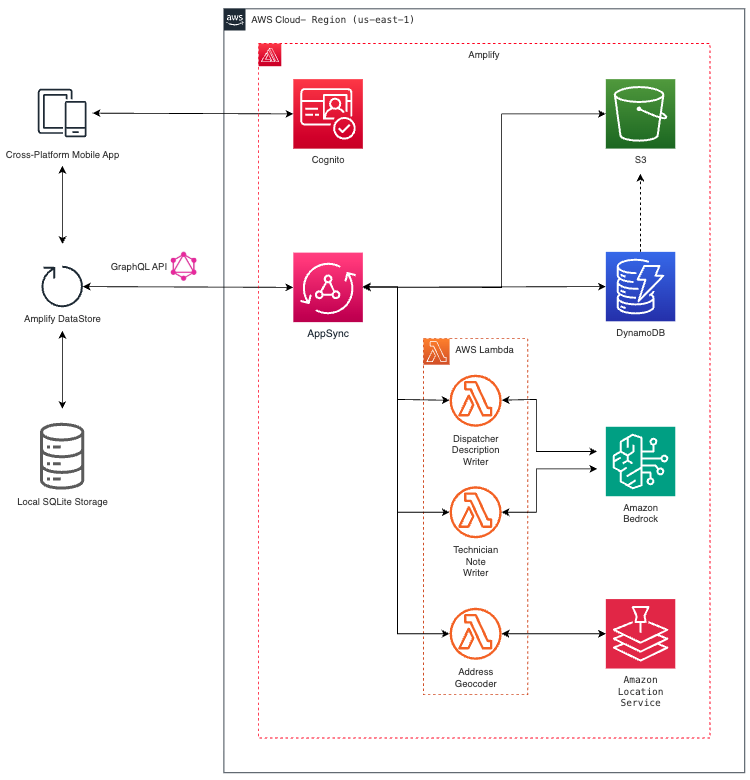 aws
AWS Cloud– Region (us-east-1)
Amplify
Cross-Platform Mobile App
Cognito
S3
GraphQL API
Amplify DataStore
AppSync
DynamoDB
AWS Lambda
Dispatcher
Description
Writer
Local SQLite Storage
Amazon
Bedrock
Technician
Note
Writer
Address
Geocoder
Amazon
Location
Service